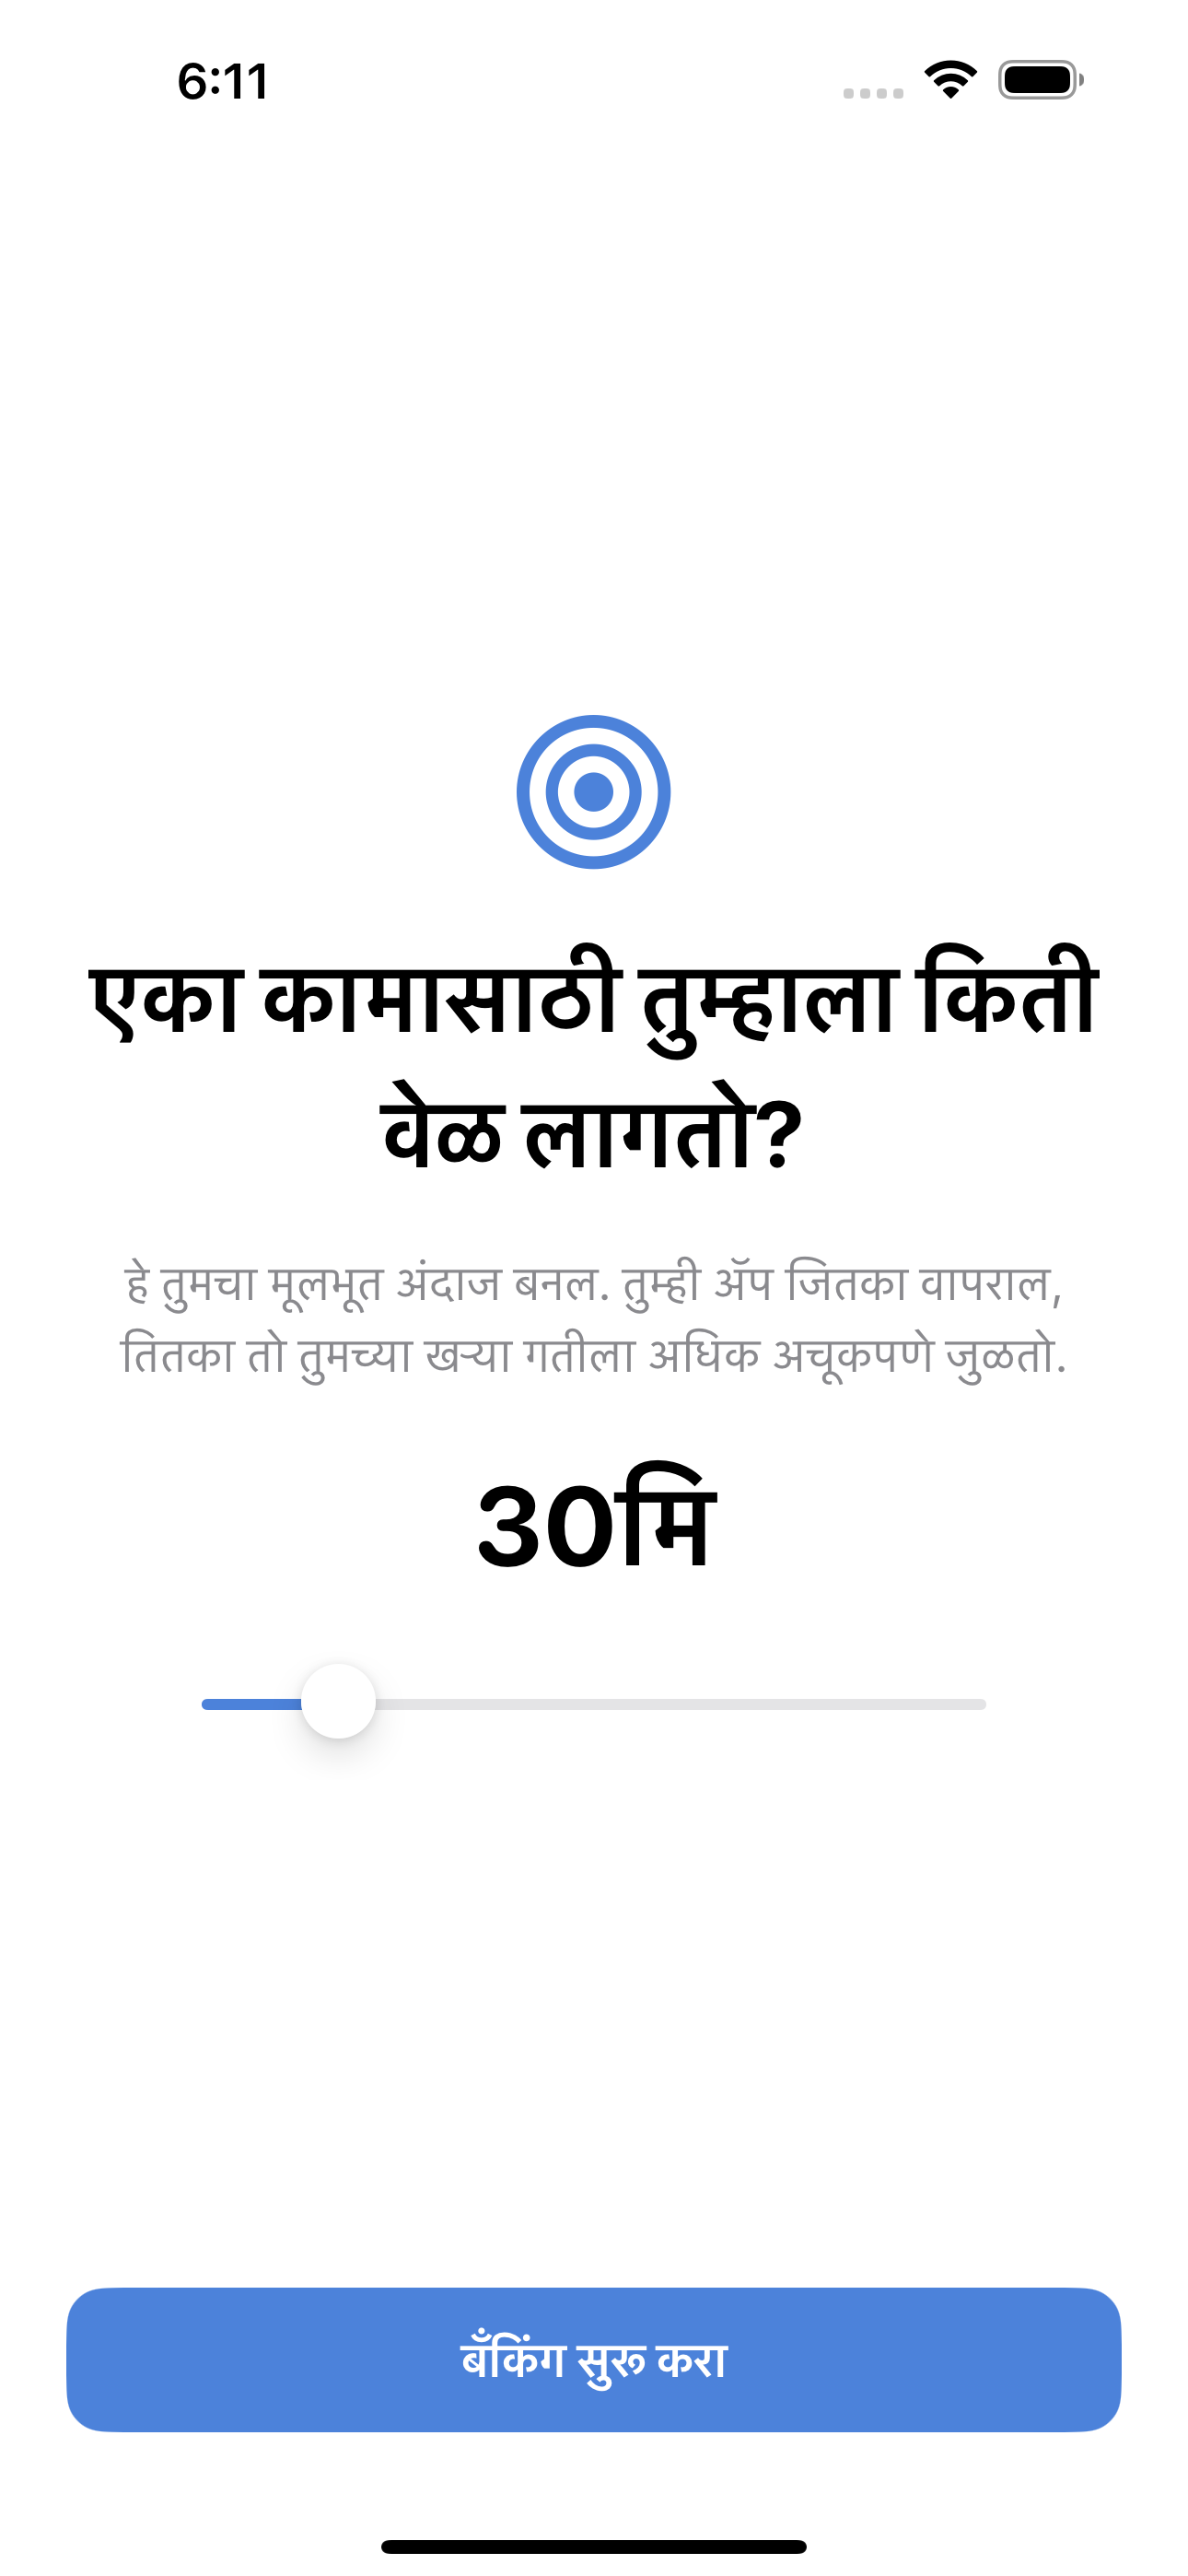 6:11
एका कामासाठी तुम्हाला किती
वेळ लागतो?
हे तुमचा मूलभूत अंदाज बनल. तुम्ही ॲप जितका वापराल,
तितका तो तुमच्या खऱ्या गतीला अधिक अचूकपणे जुळतो.
30मि
बँकिंग सुरू करा